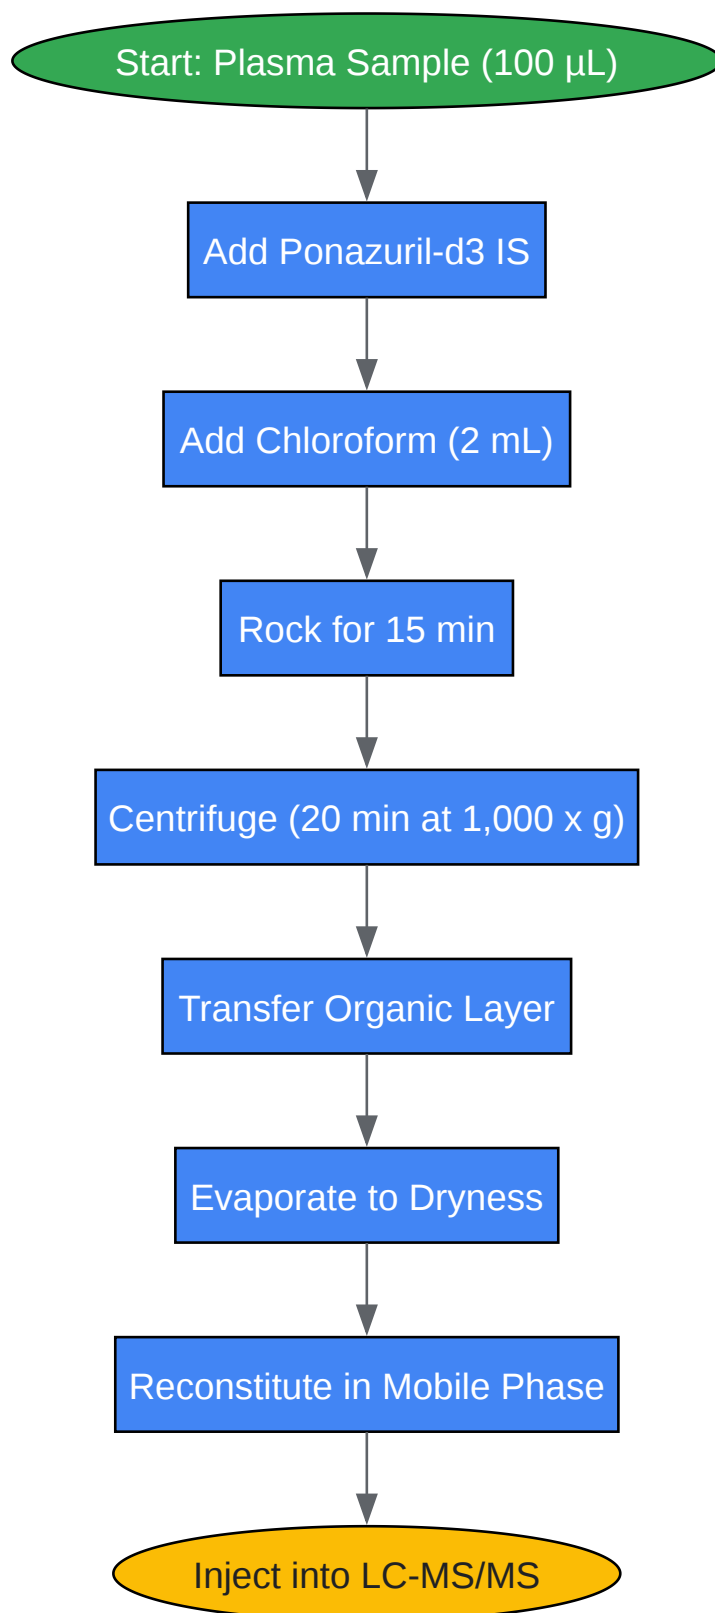 Start: Plasma Sample (100 µL)
Add Ponazuril-d3 IS
Add Chloroform (2 mL)
Rock for 15 min
Centrifuge (20 min at 1,000 x g)
Transfer Organic Layer
Evaporate to Dryness
Reconstitute in Mobile Phase
Inject into LC-MS/MS